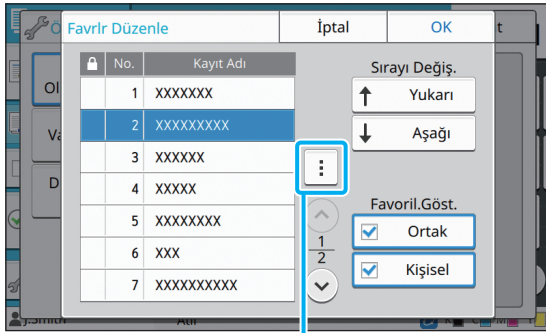 Favrlr Düzenle İptal OK
No. Kayıt Adı
1 XXXXXXX
2 XXXXXXXXX
3 XXXXXX
4 XXXXX
5 XXXXXXXX
6 XXX
7 XXXXXXXXXX
1
2
Sırayı Değiş.
Yukarı
Aşağı
Favoril.Göst.
Ortak
Kişisel